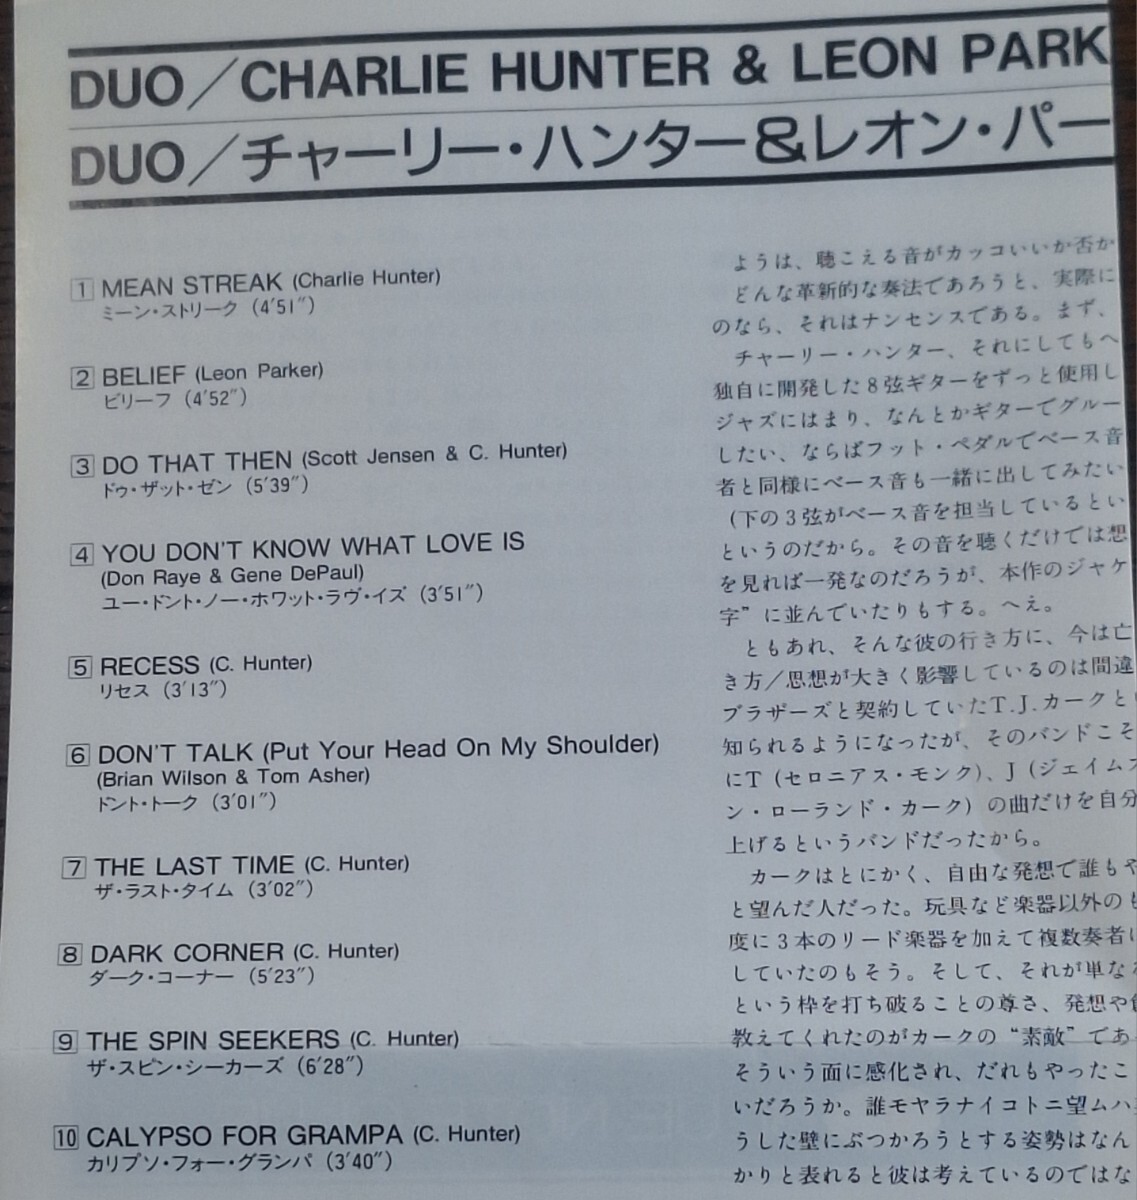 DUO／CHARLIE HUNTER & LEON PARK
DUO／チャーリー・ハンター&レオン・パー
1 MEAN STREAK (Charlie Hunter)
ミーン・ストリーク (4′51″)
2 BELIEF (Leon Parker)
ビリーフ (4′52″)
3 DO THAT THEN (Scott Jensen & C. Hunter)
ドゥ・ザット・ゼン (5′39″)
4 YOU DON'T KNOW WHAT LOVE IS
(Don Raye & Gene DePaul)
ユー・ドント・ノー・ホワット・ラヴ・イズ (3′51″)
5 RECESS (C. Hunter)
リセス (3′13″)
6 DON'T TALK (Put Your Head On My Shoulder)
(Brian Wilson & Tom Asher)
ドント・トーク (3′01″)
7 THE LAST TIME (C. Hunter)
ザ・ラスト・タイム (3′02″)
8 DARK CORNER (C. Hunter)
ダーク・コーナー (5′23″)
9 THE SPIN SEEKERS (C. Hunter)
ザ・スピン・シーカーズ (6′28″)
10 CALYPSO FOR GRAMPA (C. Hunter)
カリプソ・フォー・グランパ (3′40″)
ようは、聴こえる音がカッコいいか否か
どんな革新的な奏法であろうと、実際に
のなら、それはナンセンスである。まず、
チャーリー・ハンター、それにしてもヘ
独自に開発した8弦ギターをずっと使用し
ジャズにはまり、なんとかギターでグルー
したい、ならばフット・ペダルでベース音
者と同様にベース音も一緒に出してみたい
(下の3弦がベース音を担当しているとい
というのだから。その音を聴くだけでは想
を見れば一発なのだろうが、本作のジャケ
字”に並んでいたりもする。へぇ。
ともあれ、そんな彼の行き方に、今は亡
き方／思想が大きく影響しているのは間違
ブラザーズと契約していたT.J.カークと
知られるようになったが、そのバンドこそ
にT (セロニアス・モンク)、J (ジェイムス
ン・ローランド・カーク) の曲だけを自分
上げるというバンドだったから。
カークはとにかく、自由な発想で誰もや
と望んだ人だった。玩具など楽器以外のも
度に3本のリード楽器を加えて複数奏者に
していたのもそう。そして、それが単なる
という枠を打ち破ることの尊さ、発想や
教えてくれたのがカークの“素敵”であ
そういう面に感化され、だれもやったこ
いだろうか。誰モヤラナイコトニ望ムハ
うした壁にぶつかろうとする姿勢はなん
かりと表れると彼は考えているのではな